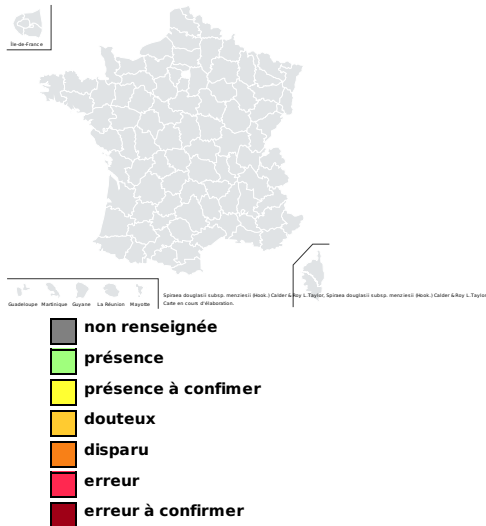 Île-de-France
Guadeloupe Martinique Guyane La Réunion Mayotte
Spiraea douglasii subsp. menziesii (Hook.) Calder & Roy L.Taylor, Spiraea douglasii subsp. menziesii (Hook.) Calder & Roy L.Taylor
Carte en cours d'élaboration.
non renseignée
présence
présence à confimer
douteux
disparu
erreur
erreur à confirmer